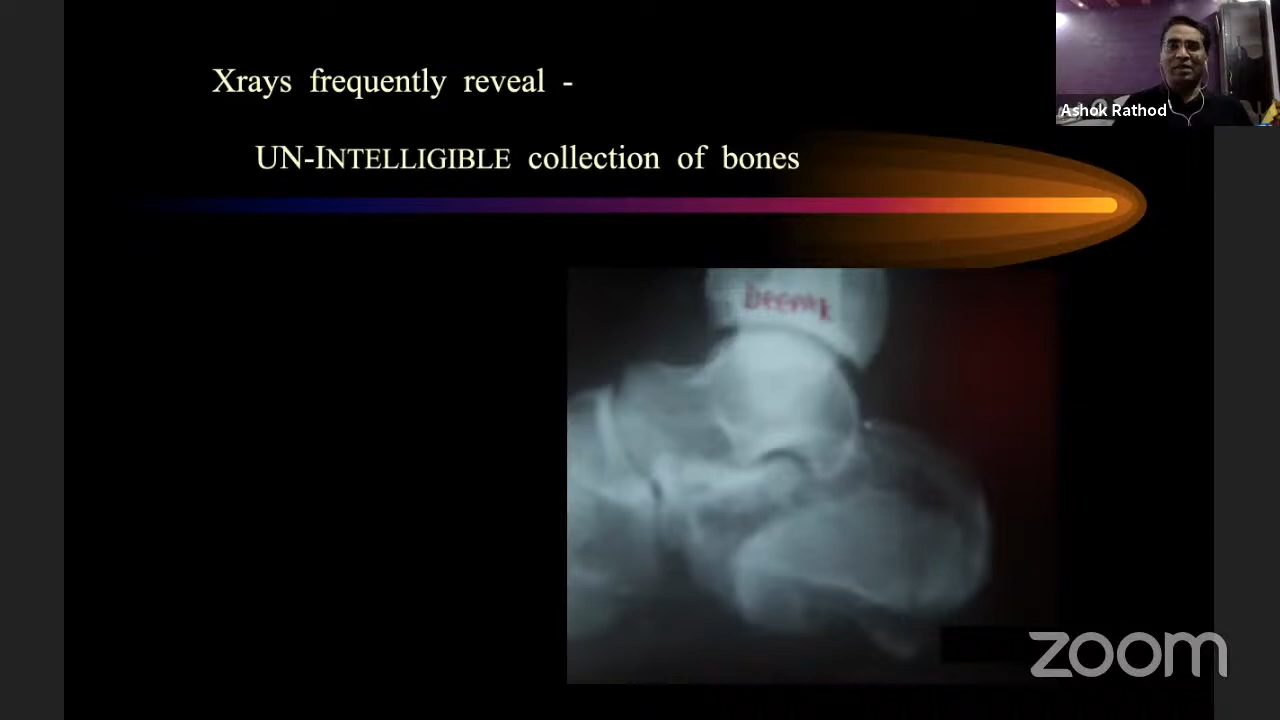 Xrays frequently reveal -
UN-INTELLIGIBLE collection of bones
Ashok Rathod
zoom